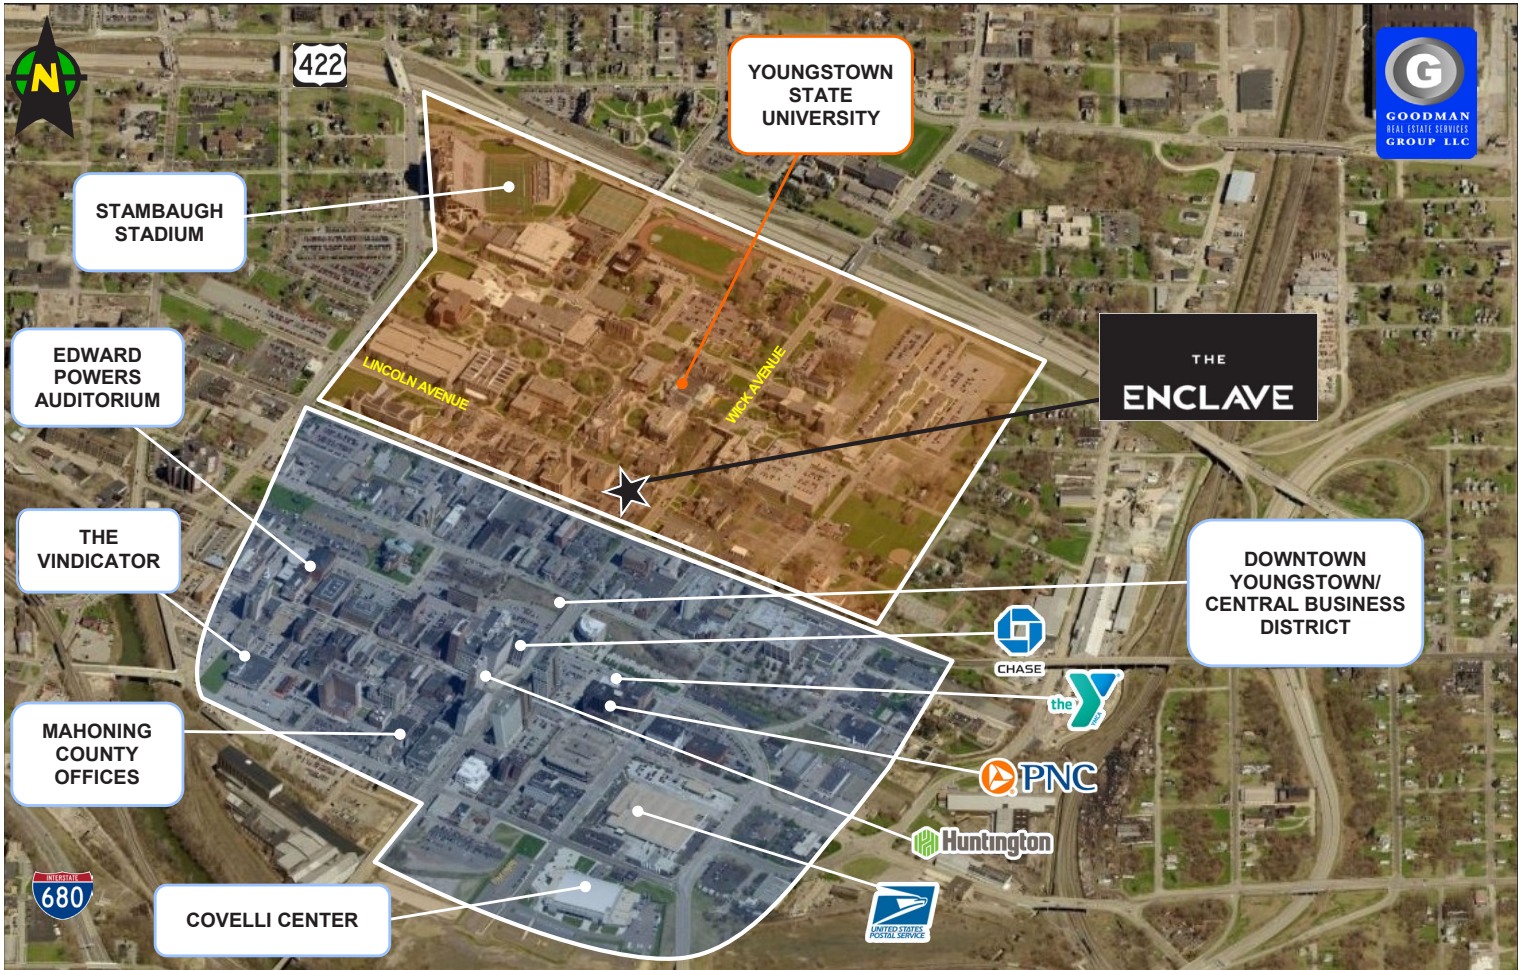 N
422
YOUNGSTOWN
STATE
UNIVERSITY
G
GOODMAN
REAL ESTATE SERVICES
GROUP LLC
STAMBAUGH
STADIUM
EDWARD
POWERS
AUDITORIUM
LINCOLN AVENUE
WICK AVENUE
THE
ENCLAVE
THE
VINDICATOR
DOWNTOWN
YOUNGSTOWN/
CENTRAL BUSINESS
DISTRICT
CHASE
the Y
YMCA
MAHONING
COUNTY
OFFICES
PNC
Huntington
INTERSTATE
680
COVELLI CENTER
UNITED STATES
POSTAL SERVICE